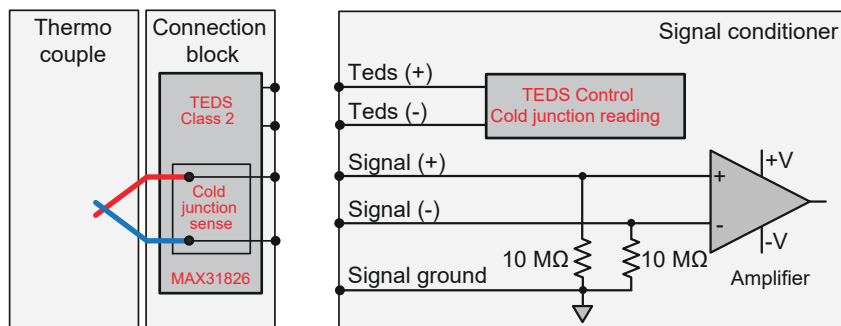 Thermo
couple
Connection
block
TEDS
Class 2
Cold
junction
sense
MAX31826
Signal conditioner
Teds (+)
Teds (-)
TEDS Control
Cold junction reading
Signal (+)
Signal (-)
+
-
+V
-V
10 MΩ
10 MΩ
Signal ground
Amplifier